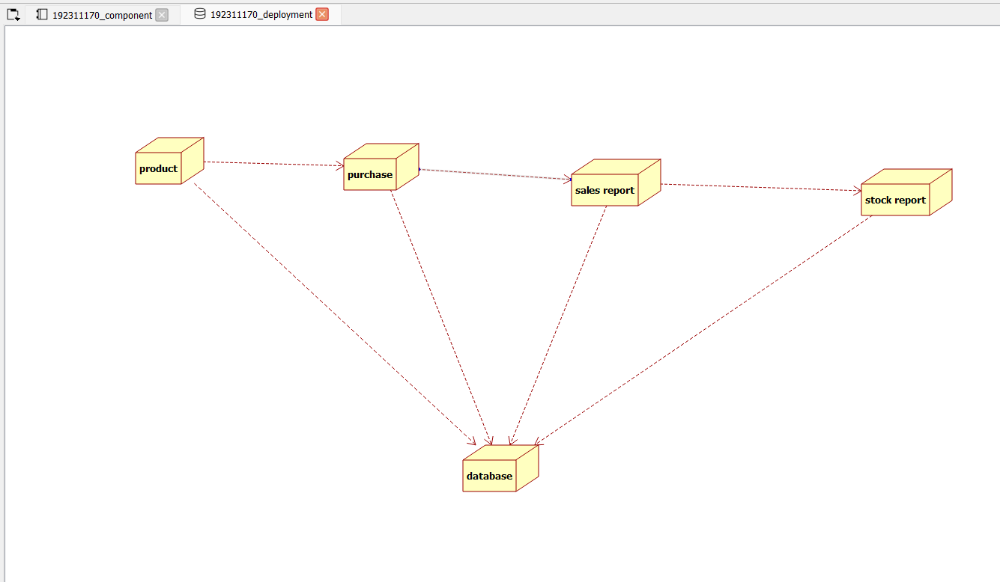 192311170_component
192311170_deployment
product
purchase
sales report
stock report
database